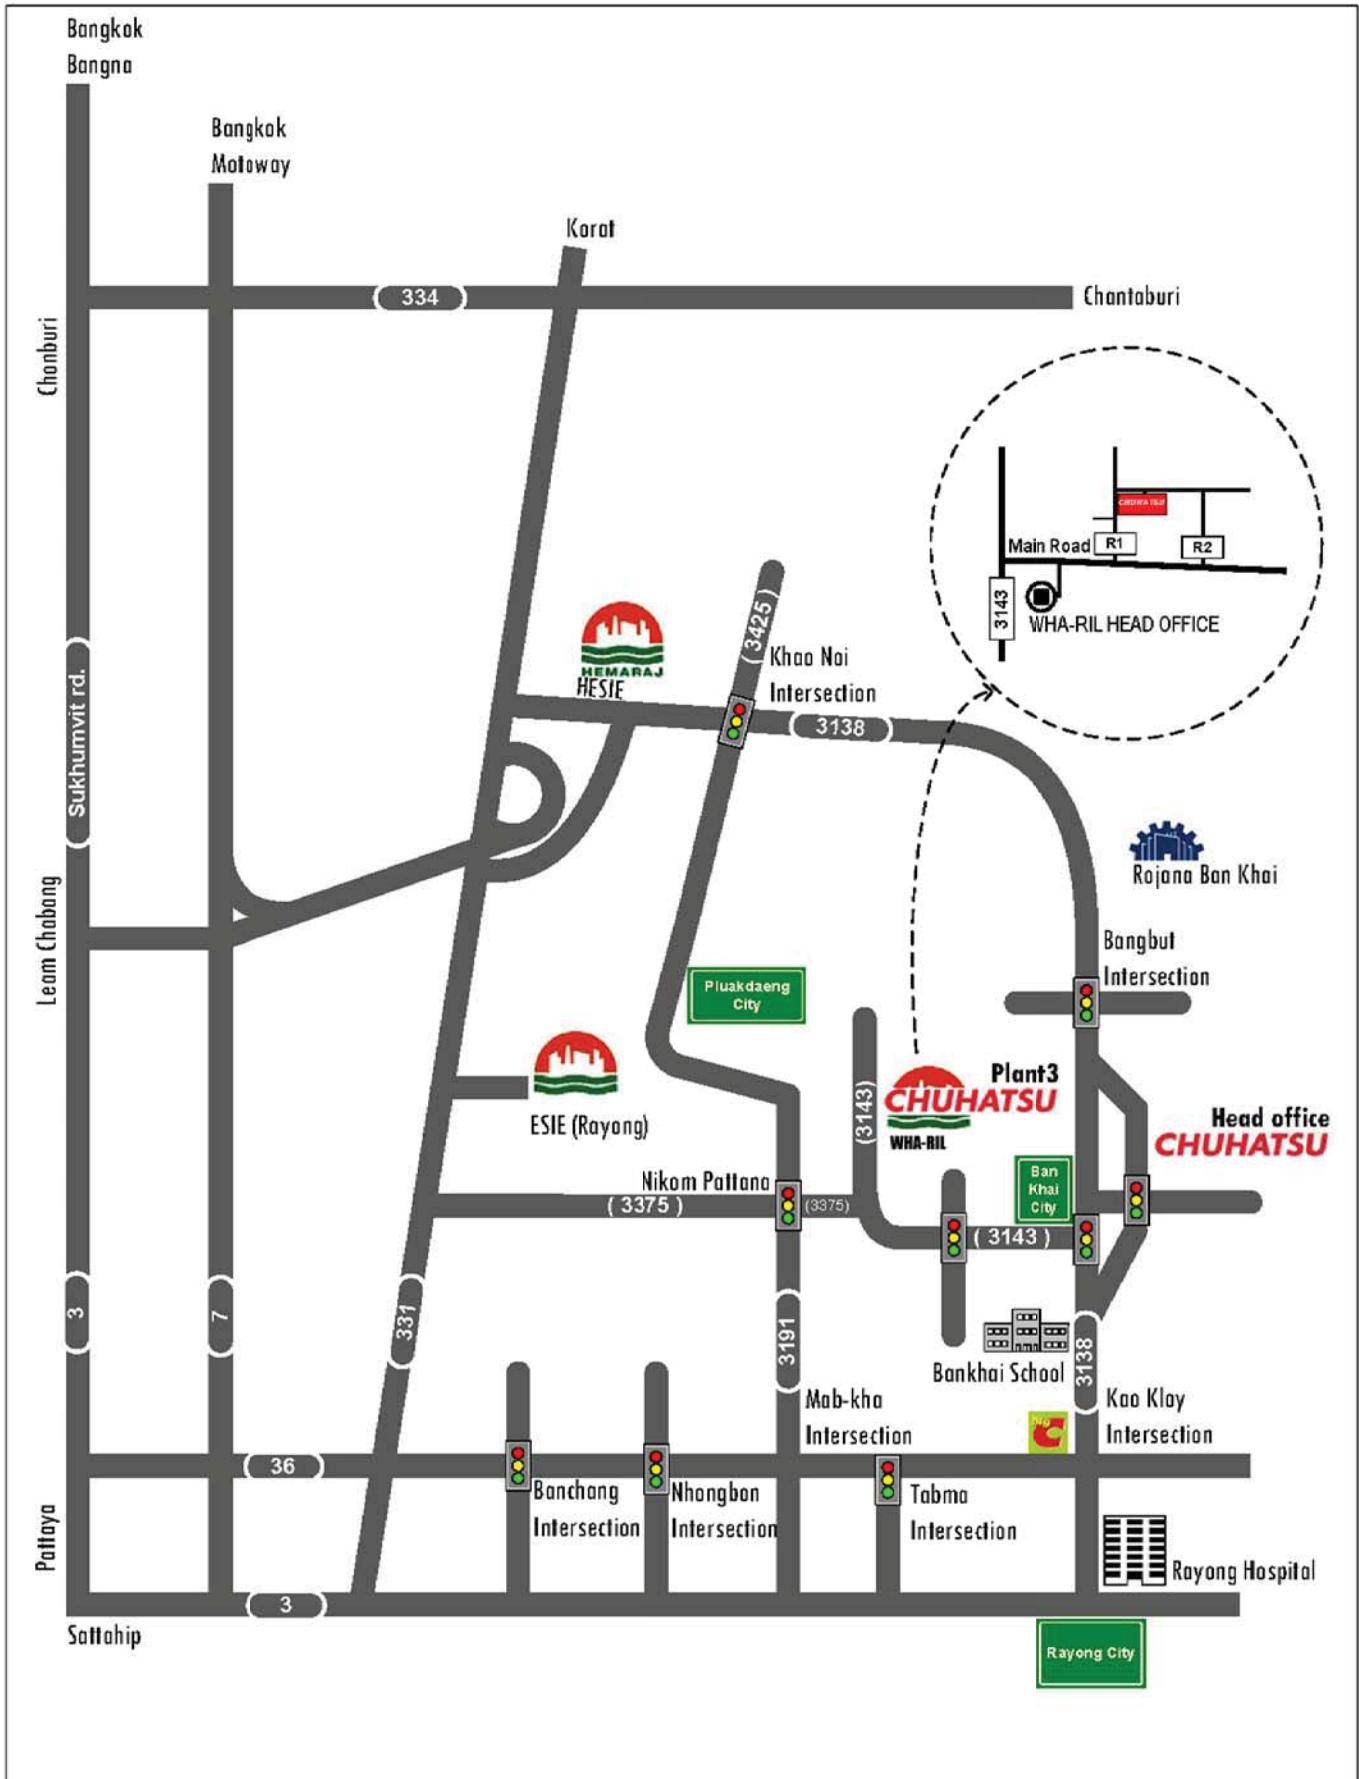 Bangkok
Bangna
Bangkok
Motoway
Korat
334
Chantaburi
Chonburi
CHUHATSU
Main Road
R1
R2
3143
WHA-RIL HEAD OFFICE
(3425)
HEMARAJ
HESIE
Khao Noi
Intersection
3138
Sukhumvit rd.
Rojana Ban Khai
Leam Chabang
Bangbut
Intersection
Pluakdaeng
City
ESIE (Rayong)
(3143)
Plant3
CHUHATSU
WHA-RIL
Head office
CHUHATSU
Ban
Khai
City
Nikom Pattana
(3375)
(3375)
(3143)
3
7
331
3191
3138
Bankhai School
Mab-kha
Intersection
Big C
Kao Kloy
Intersection
36
Banchang
Intersection
Nhongbon
Intersection
Tabma
Intersection
Pattaya
Rayong Hospital
3
Sattahip
Rayong City